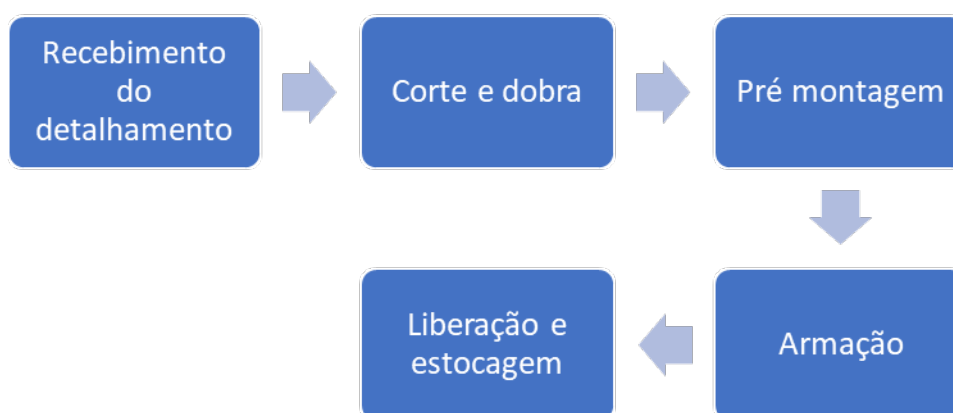 Recebimento
do
detalhamento
Corte e dobra
Pré montagem
Armação
Liberação e
estocagem